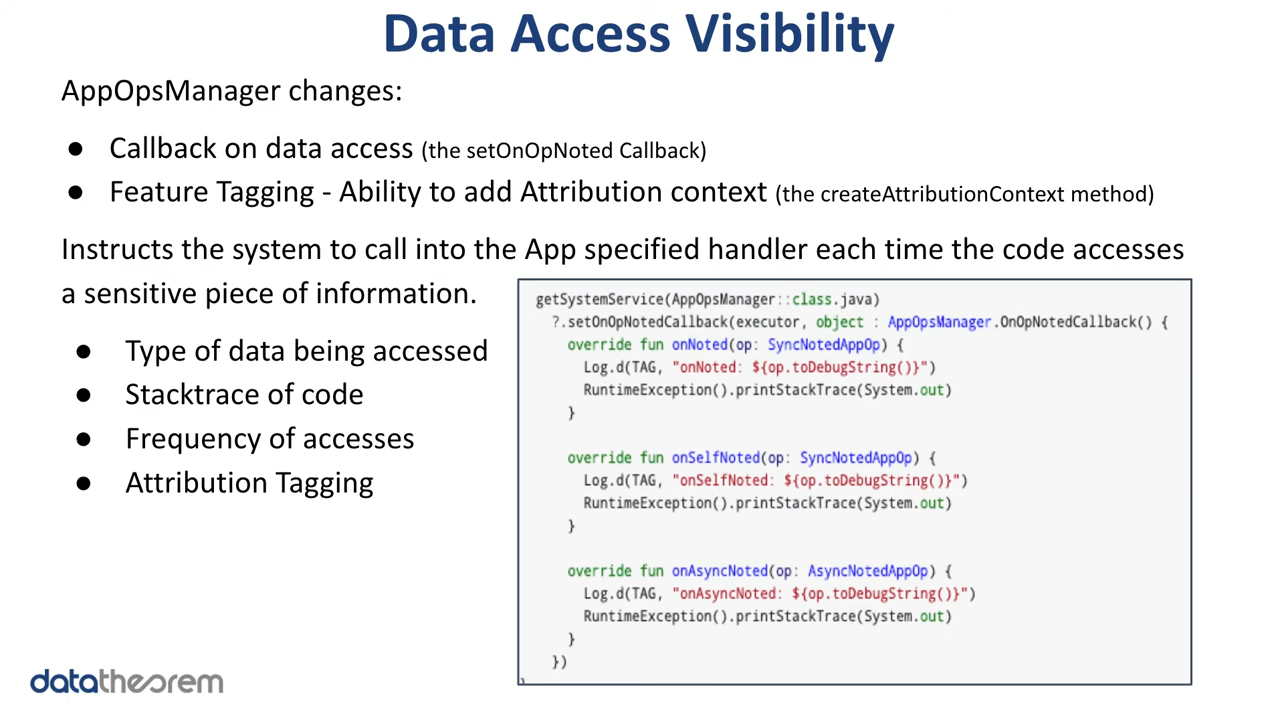 Data Access Visibility
AppOpsManager changes:
● Callback on data access (the setOnOpNoted Callback)
● Feature Tagging - Ability to add Attribution context (the createAttributionContext method)
Instructs the system to call into the App specified handler each time the code accesses
a sensitive piece of information.
● Type of data being accessed
● Stacktrace of code
● Frequency of accesses
● Attribution Tagging
getSystemService(AppOpsManager::class.java)
?.setOnOpNotedCallback(executor, object : AppOpsManager.OnOpNotedCallback() {
override fun onNoted(op: SyncNotedAppOp) {
Log.d(TAG, "onNoted: ${op.toDebugString()}")
RuntimeException().printStackTrace(System.out)
}
override fun onSelfNoted(op: SyncNotedAppOp) {
Log.d(TAG, "onSelfNoted: ${op.toDebugString()}")
RuntimeException().printStackTrace(System.out)
}
override fun onAsyncNoted(op: AsyncNotedAppOp) {
Log.d(TAG, "onAsyncNoted: ${op.toDebugString()}")
RuntimeException().printStackTrace(System.out)
}
})
}
datatheorem